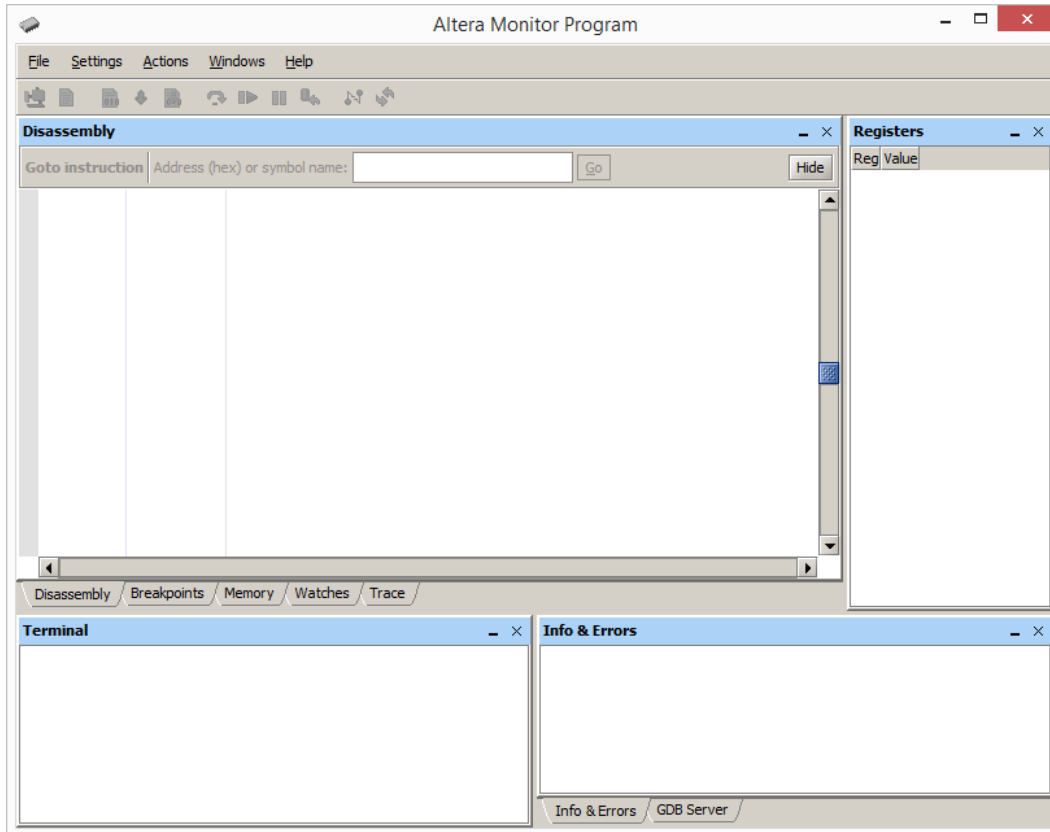 Altera Monitor Program
File Settings Actions Windows Help
Disassembly
Goto instruction Address (hex) or symbol name: Go Hide
Registers
Reg Value
Disassembly Breakpoints Memory Watches Trace
Terminal
Info & Errors
Info & Errors GDB Server